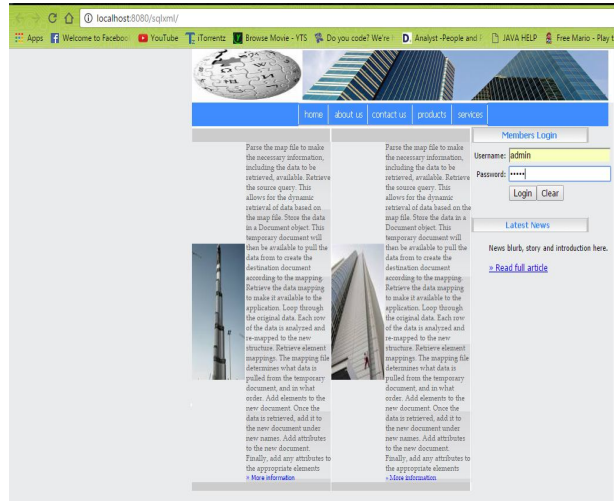 localhost:8080/sqlxml/
Apps Welcome to Facebook YouTube iTorrentz Browse Movie - YTS Do you code? We're Analyst -People and JAVA HELP Free Mario - Play t
home about us contact us products services
Parse the map file to make
the necessary information,
including the data to be
retrieved, available. Retrieve
the source query. This
allows for the dynamic
retrieval of data based on
the map file. Store the data
in a Document object. This
temporary document will
then be available to pull the
data from to create the
destination document
according to the mapping.
Retrieve the data mapping
to make it available to the
application. Loop through
the original data. Each row
of the data is analyzed and
re-mapped to the new
structure. Retrieve element
mappings. The mapping file
determines what data is
pulled from the temporary
document, and in what
order. Add elements to the
new document. Once the
data is retrieved, add it to
the new document under
new names. Add attributes
to the new document.
Finally, add any attributes to
the appropriate elements
» More information
Parse the map file to make
the necessary information,
including the data to be
retrieved, available. Retrieve
the source query. This
allows for the dynamic
retrieval of data based on the
map file. Store the data in a
Document object. This
temporary document will
then be available to pull the
data from to create the
destination document
according to the mapping.
Retrieve the data mapping
to make it available to the
application. Loop through
the original data. Each row
of the data is analyzed and
re-mapped to the new
structure. Retrieve element
mappings. The mapping file
determines what data is
pulled from the temporary
document, and in what
order. Add elements to the
new document. Once the
data is retrieved, add it to
the new document under
new names. Add attributes
to the new document.
Finally, add any attributes to
the appropriate elements
» More information
Members Login
Username: admin
Password: •••••
Login Clear
Latest News
News blurb, story and introduction here.
» Read full article